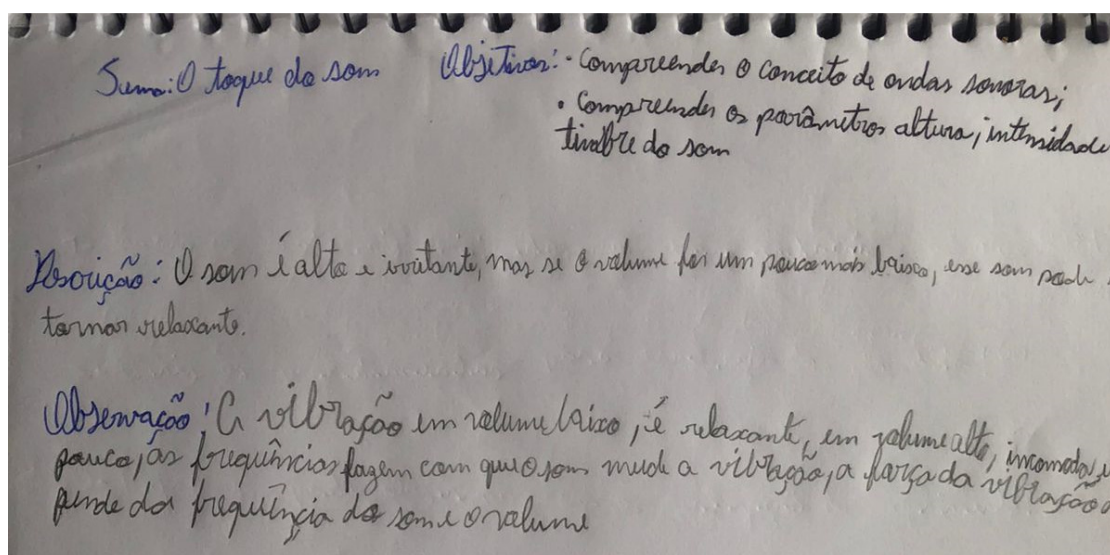 Tema: O toque do som
Objetivos: • Compreender o conceito de ondas sonoras;
• Compreender os parâmetros altura, intensidade
timbre do som
Descrição: O som é alto e irritante, mas se o volume for um pouco mais baixo, esse som pode
tornar relaxante.
Observação: A vibração em volume baixo, é relaxante, em volume alto, incomoda
pouco, as frequências fazem com que o som mude a vibração, a força da vibração
pende da frequência do som e o volume